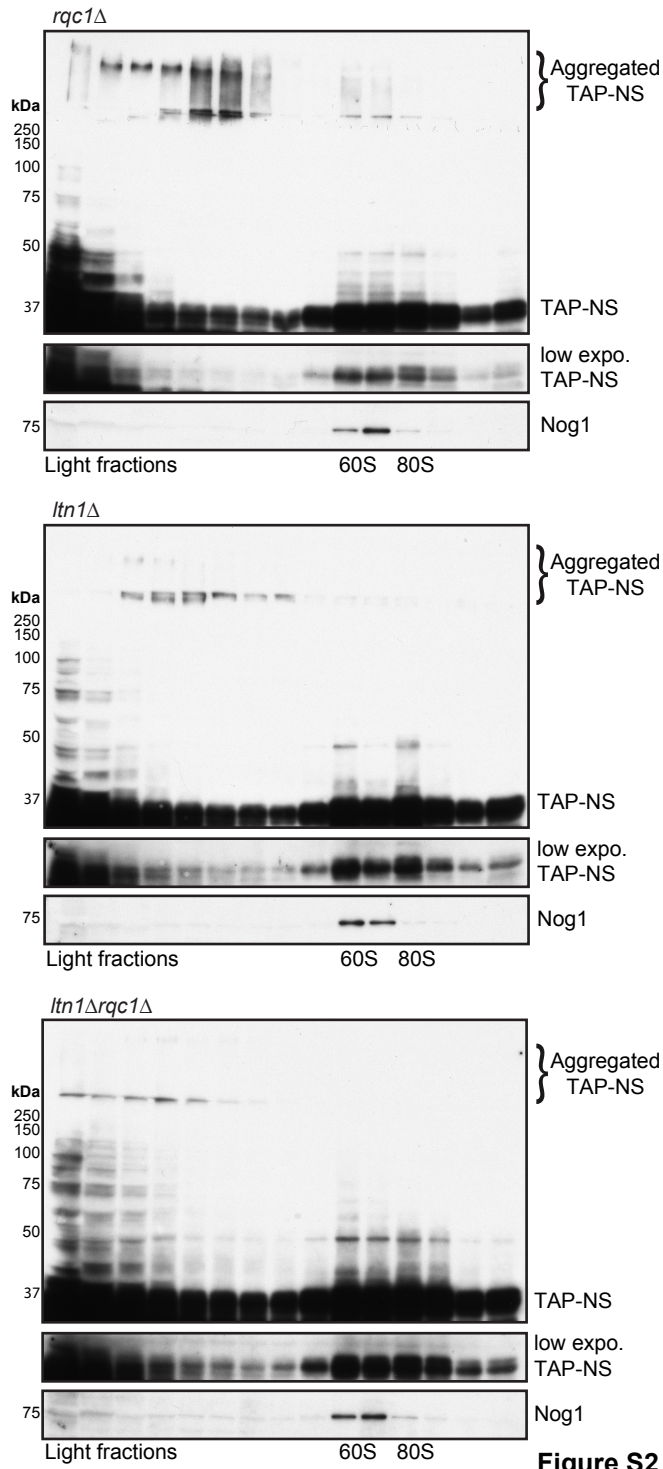 rqc1Δ
Aggregated
TAP-NS
kDa
250
150
100
75
50
37
TAP-NS
low expo.
TAP-NS
75
Nog1
Light fractions 60S 80S
ltn1Δ
Aggregated
TAP-NS
kDa
250
150
100
75
50
37
TAP-NS
low expo.
TAP-NS
75
Nog1
Light fractions 60S 80S
ltn1Δrqc1Δ
Aggregated
TAP-NS
kDa
250
150
100
75
50
37
TAP-NS
low expo.
TAP-NS
75
Nog1
Light fractions 60S 80S
Figure S2